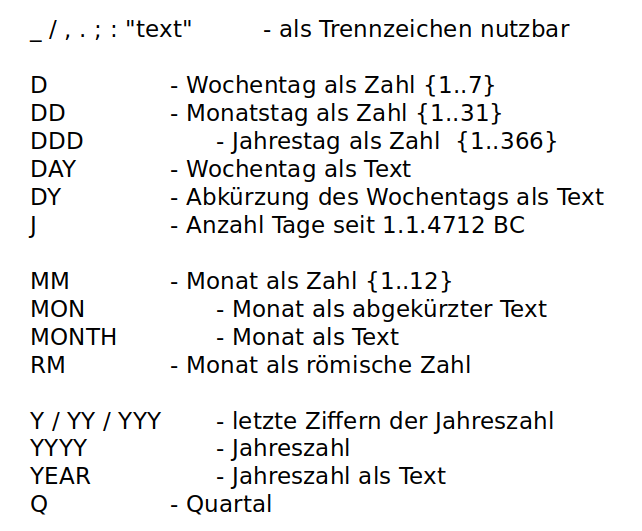 _ / , . ; : "text" - als Trennzeichen nutzbar
D - Wochentag als Zahl {1..7}
DD - Monatstag als Zahl {1..31}
DDD - Jahrestag als Zahl {1..366}
DAY - Wochentag als Text
DY - Abkürzung des Wochentags als Text
J - Anzahl Tage seit 1.1.4712 BC
MM - Monat als Zahl {1..12}
MON - Monat als abgekürzter Text
MONTH - Monat als Text
RM - Monat als römische Zahl
Y / YY / YYY - letzte Ziffern der Jahreszahl
YYYY - Jahreszahl
YEAR - Jahreszahl als Text
Q - Quartal